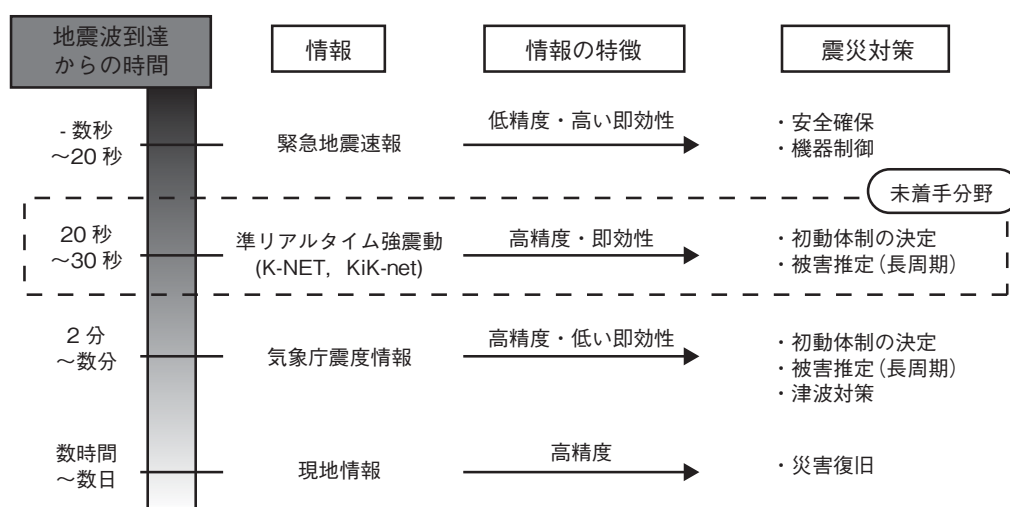 地震波到達
からの時間
情報
情報の特徴
震災対策
- 数秒
～20 秒
緊急地震速報
低精度・高い即効性
・安全確保
・機器制御
未着手分野
20 秒
～30 秒
準リアルタイム強震動
(K-NET, KiK-net)
高精度・即効性
・初動体制の決定
・被害推定(長周期)
2 分
～数分
気象庁震度情報
高精度・低い即効性
・初動体制の決定
・被害推定(長周期)
・津波対策
数時間
～数日
現地情報
高精度
・災害復旧